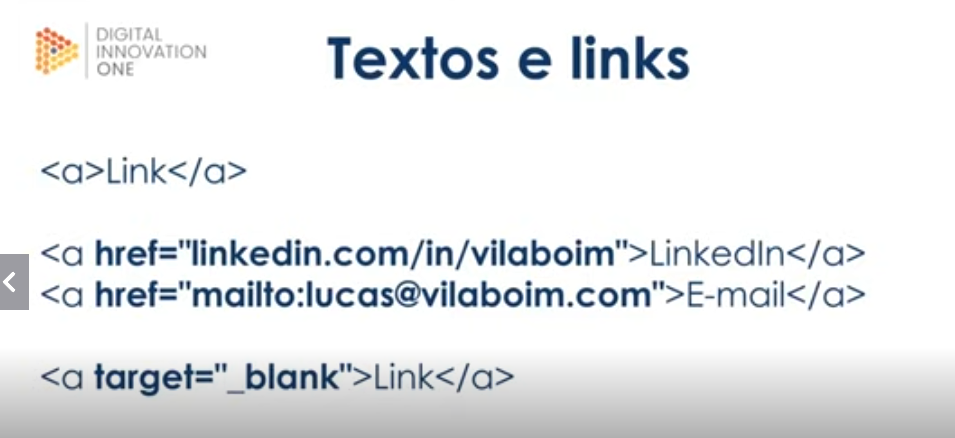 DIGITAL
INNOVATION
ONE
Textos e links
<a>Link</a>
<a href="linkedin.com/in/vilaboim">LinkedIn</a>
<a href="mailto:lucas@vilaboim.com">E-mail</a>
<a target="_blank">Link</a>